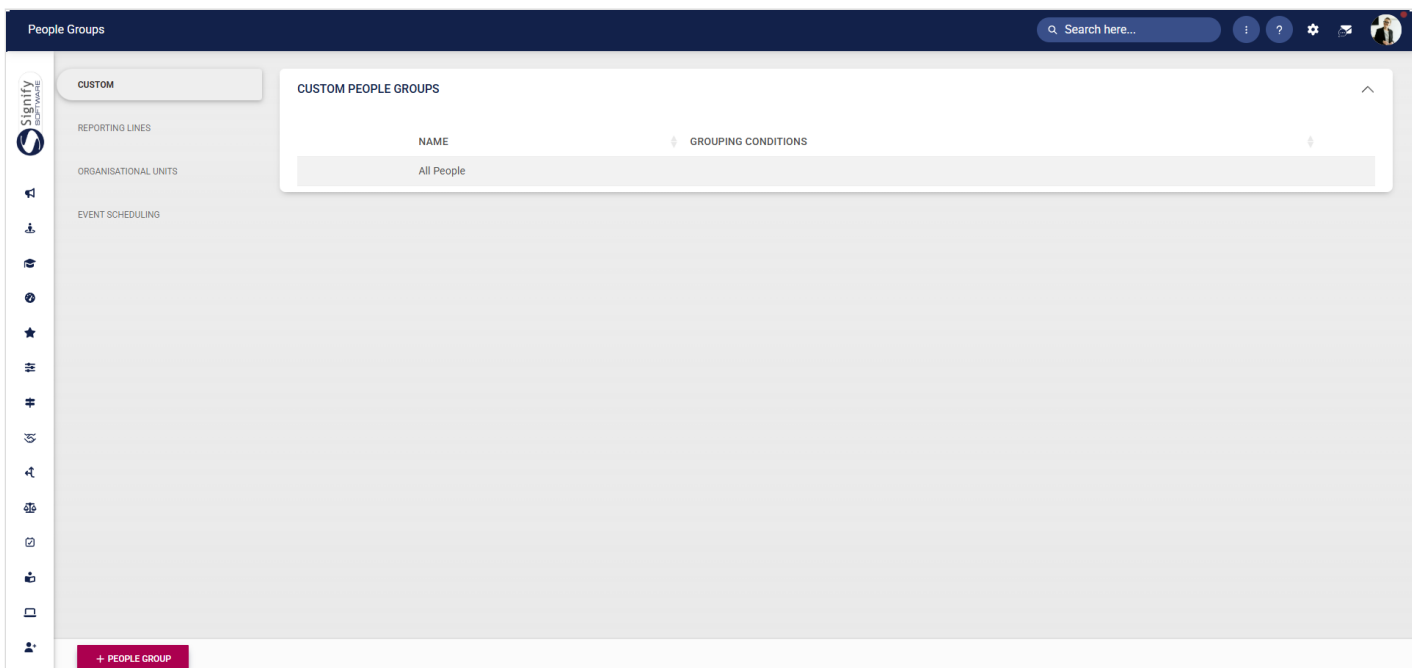 People Groups
Search here...
?
Signify
SOFTWARE
CUSTOM
REPORTING LINES
ORGANISATIONAL UNITS
EVENT SCHEDULING
CUSTOM PEOPLE GROUPS
NAME
GROUPING CONDITIONS
All People
+ PEOPLE GROUP